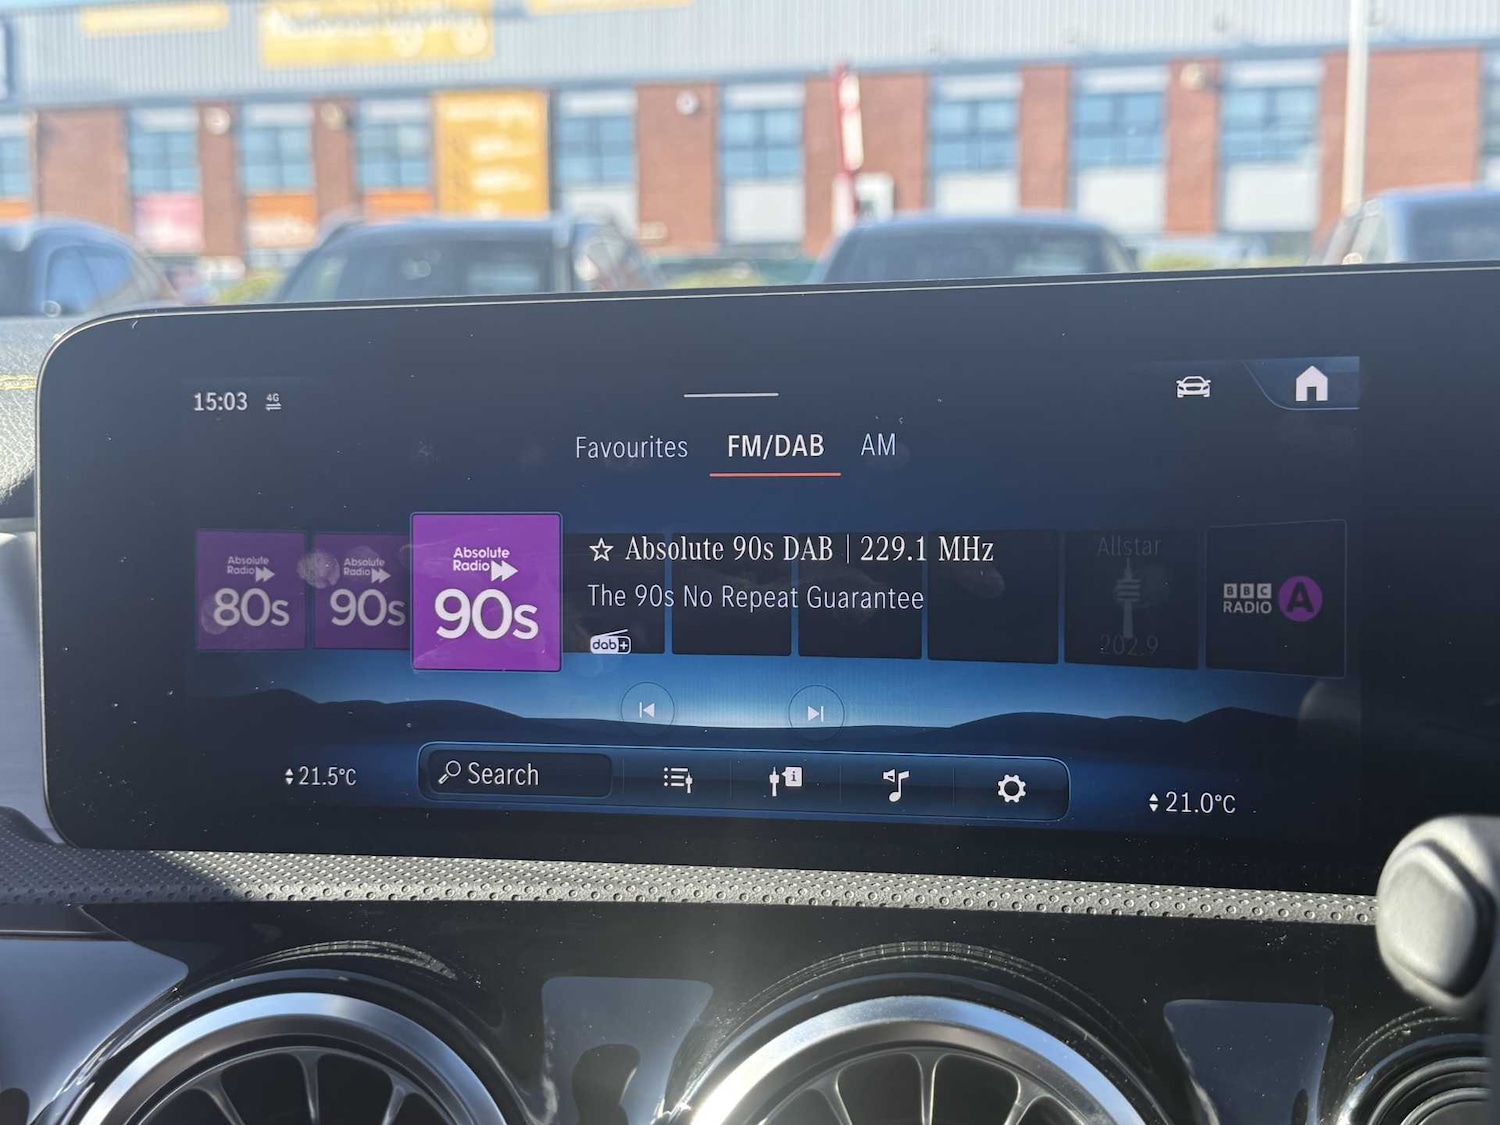 15:03 4G
Favourites FM/DAB AM
Absolute
Radio
80s
Absolute
Radio
90s
Absolute
Radio
90s
Absolute 90s DAB | 229.1 MHz
The 90s No Repeat Guarantee
dab+
Allstar
202.9
BBC
RADIO A
21.5°C
Search
i
21.0°C